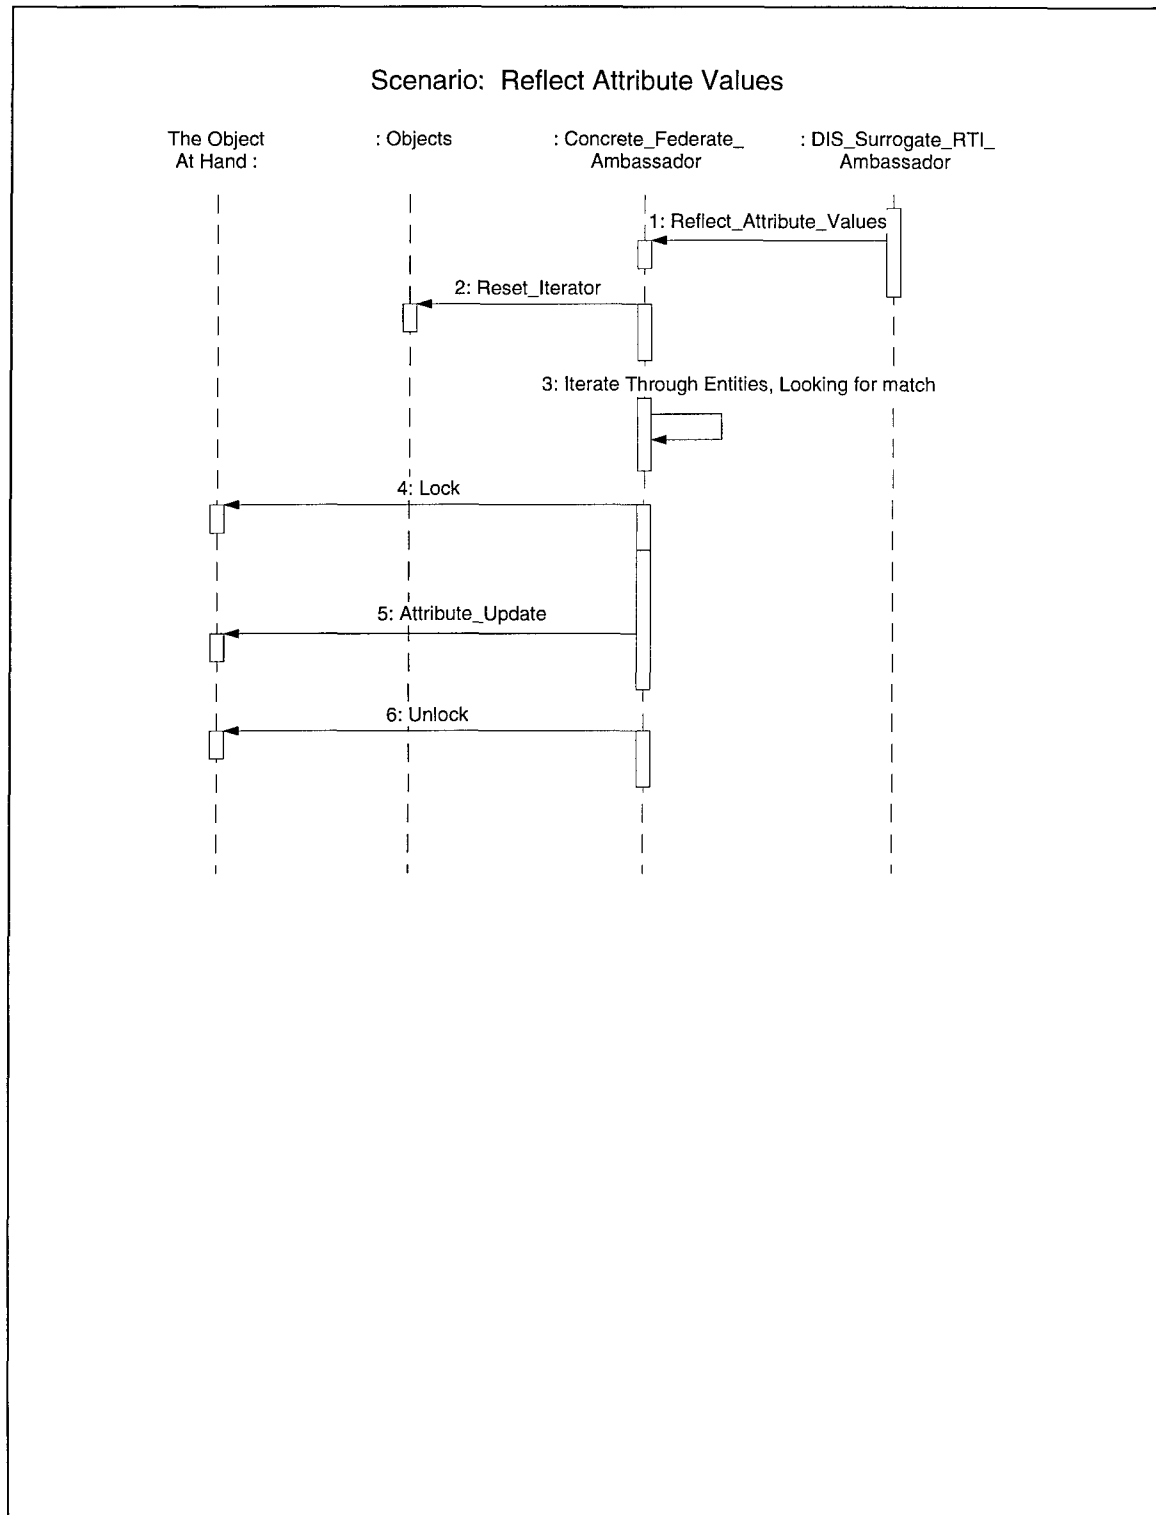 Scenario: Reflect Attribute Values
The Object
At Hand :
: Objects
: Concrete_Federate_
Ambassador
: DIS_Surrogate_RTI_
Ambassador
1: Reflect_Attribute_Values
2: Reset_Iterator
3: Iterate Through Entities, Looking for match
4: Lock
5: Attribute_Update
6: Unlock